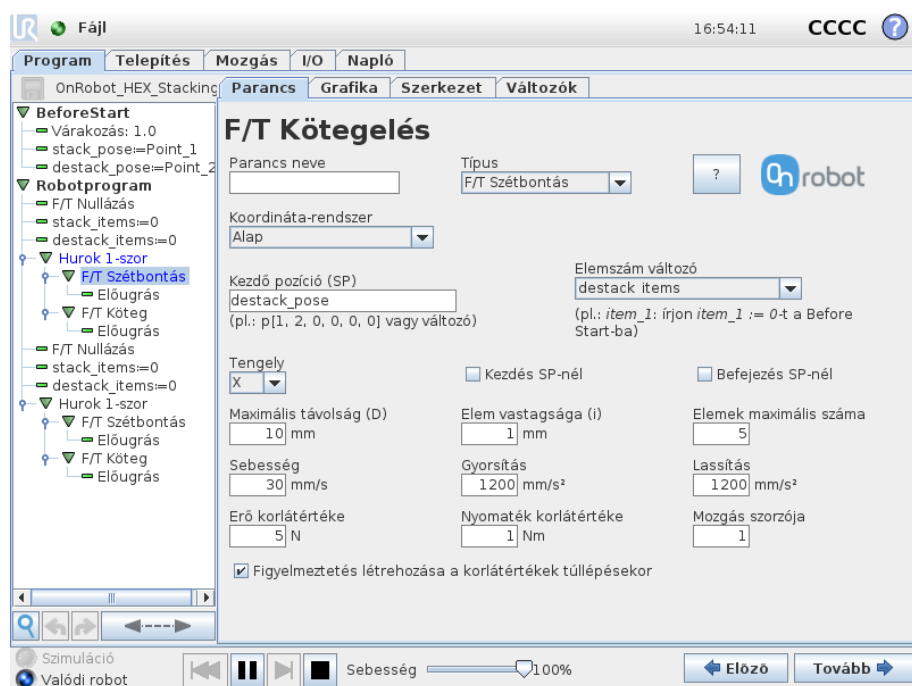 Fájl
16:54:11
CCCC
?
Program Telepítés Mozgás I/O Napló
OnRobot_HEX_Stacking
Parancs Grafika Szerkezet Változók
BeforeStart
Várakozás: 1.0
stack_pose:=Point_1
destack_pose:=Point_2
Robotprogram
F/T Nullázás
stack_items:=0
destack_items:=0
Hurok 1-szor
F/T Szétbontás
Előugrás
F/T Köteg
Előugrás
F/T Nullázás
stack_items:=0
destack_items:=0
Hurok 1-szor
F/T Szétbontás
Előugrás
F/T Köteg
Előugrás
F/T Kötegelés
Parancs neve
Típus
F/T Szétbontás
?
On robot
Koordináta-rendszer
Alap
Kezdő pozíció (SP)
destack_pose
(pl.: p[1, 2, 0, 0, 0, 0] vagy változó)
Elemszám változó
destack items
(pl.: item_1: írjon item_1 := 0-t a Before
Start-ba)
Tengely
X
Kezdés SP-nél
Befejezés SP-nél
Maximális távolság (D)
10 mm
Elem vastagsága (i)
1 mm
Elemek maximális száma
5
Sebesség
30 mm/s
Gyorsítás
1200 mm/s²
Lassítás
1200 mm/s²
Erő korlátértéke
5 N
Nyomaték korlátértéke
1 Nm
Mozgás szorzója
1
Figyelmeztetés létrehozása a korlátértékek túllépésekor
Szimuláció
Valódi robot
Sebesség
100%
Előző
Tovább